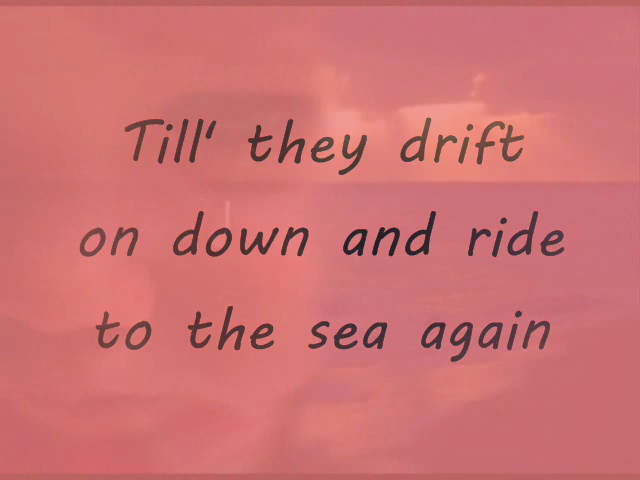 Till‘ they drift
on down and ride
to the sea again